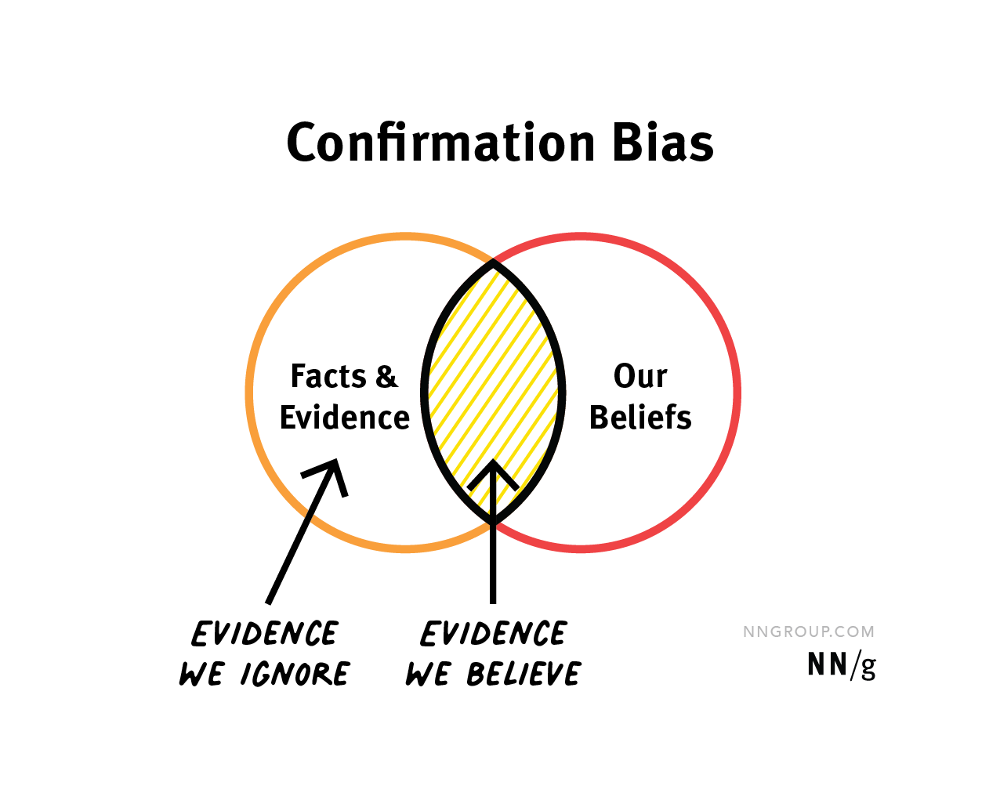 Confirmation Bias
Facts &
Evidence
Our
Beliefs
EVIDENCE
WE IGNORE
EVIDENCE
WE BELIEVE
NNGROUP.COM
NN/g